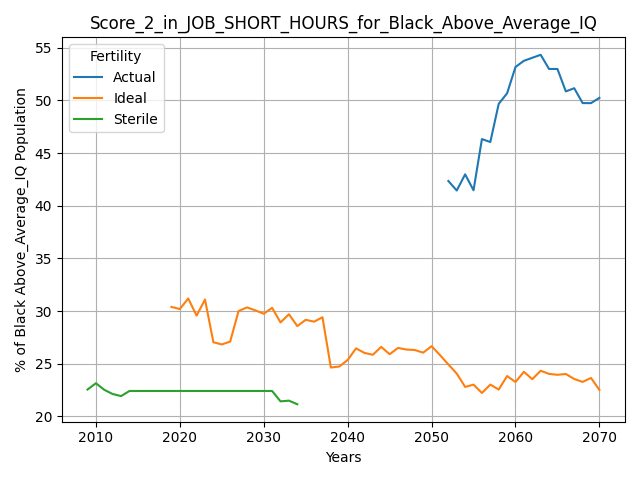 Score_2_in_JOB_SHORT_HOURS_for_Black_Above_Average_IQ
% of Black Above_Average_IQ Population
55
50
45
40
35
30
25
20
Fertility
Actual
Ideal
Sterile
2010 2020 2030 2040 2050 2060 2070
Years